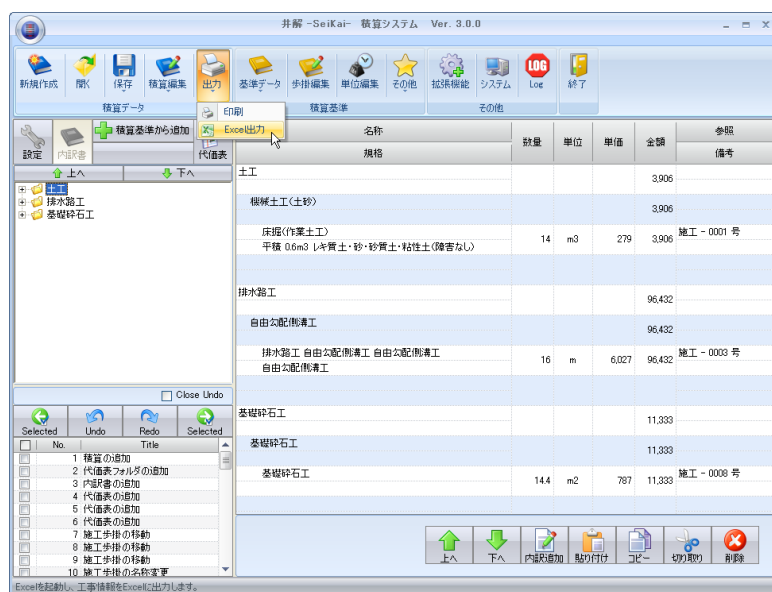 井解 -SeiKai- 積算システム Ver. 3.0.0
新規作成 開く 保存 積算編集 出力 基準データ 歩掛編集 単位編集 その他 拡張機能 システム Log 終了
LOG
積算データ 積算基準 その他
印刷
Excel出力
設定 内訳書 積算基準から追加 代価表
上へ 下へ
土工
排水路工
基礎砕石工
名称 数量 単位 単価 金額 参照
規格 備考
土工 3,906
機械土工(土砂) 3,906
床掘(作業土工) 14 m3 279 3,906 施工 - 0001 号
平積 0.6m3 レキ質土・砂・砂質土・粘性土(障害なし)
排水路工 96,432
自由勾配側溝工 96,432
排水路工 自由勾配側溝工 自由勾配側溝工 16 m 6,027 96,432 施工 - 0003 号
自由勾配側溝工
基礎砕石工 11,333
基礎砕石工 11,333
基礎砕石工 14.4 m2 787 11,333 施工 - 0008 号
Close Undo
Selected Undo Redo Selected
No. Title
1 積算の追加
2 代価表フォルダの追加
3 内訳書の追加
4 代価表の追加
5 代価表の追加
6 代価表の追加
7 施工歩掛の移動
8 施工歩掛の移動
9 施工歩掛の移動
10 施工歩掛の名称変更
上へ 下へ 内訳追加 貼り付け コピー 切り取り 削除
Excelを起動し、工事情報をExcelに出力します。